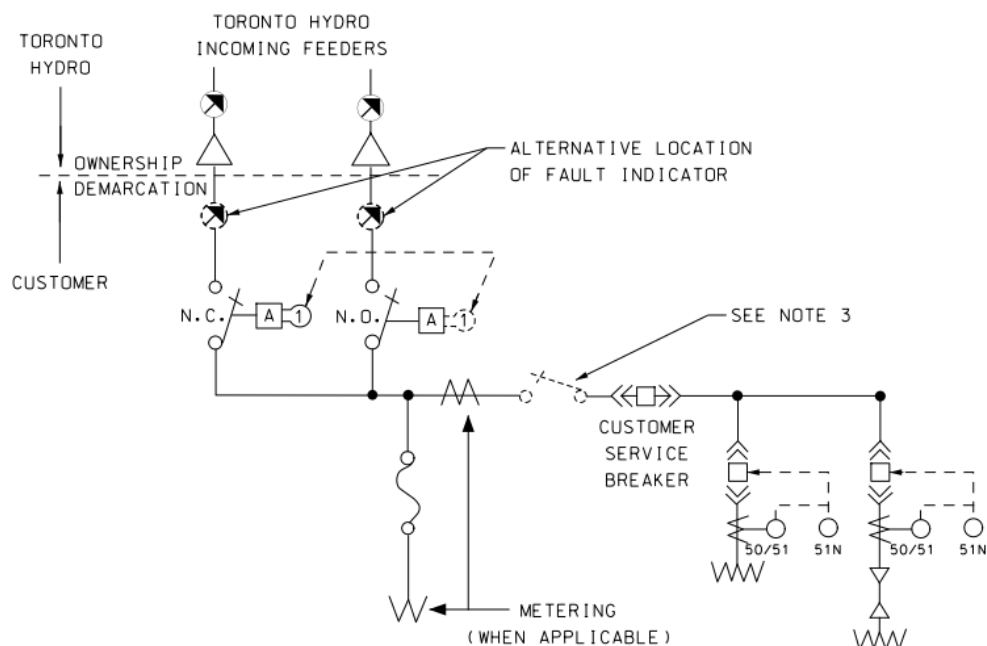 TORONTO
HYDRO
TORONTO HYDRO
INCOMING FEEDERS
OWNERSHIP
DEMARCATION
ALTERNATIVE LOCATION
OF FAULT INDICATOR
CUSTOMER
N.C.
A
1
N.O.
A
1
SEE NOTE 3
CUSTOMER
SERVICE
BREAKER
50/51
51N
50/51
51N
METERING
(WHEN APPLICABLE)